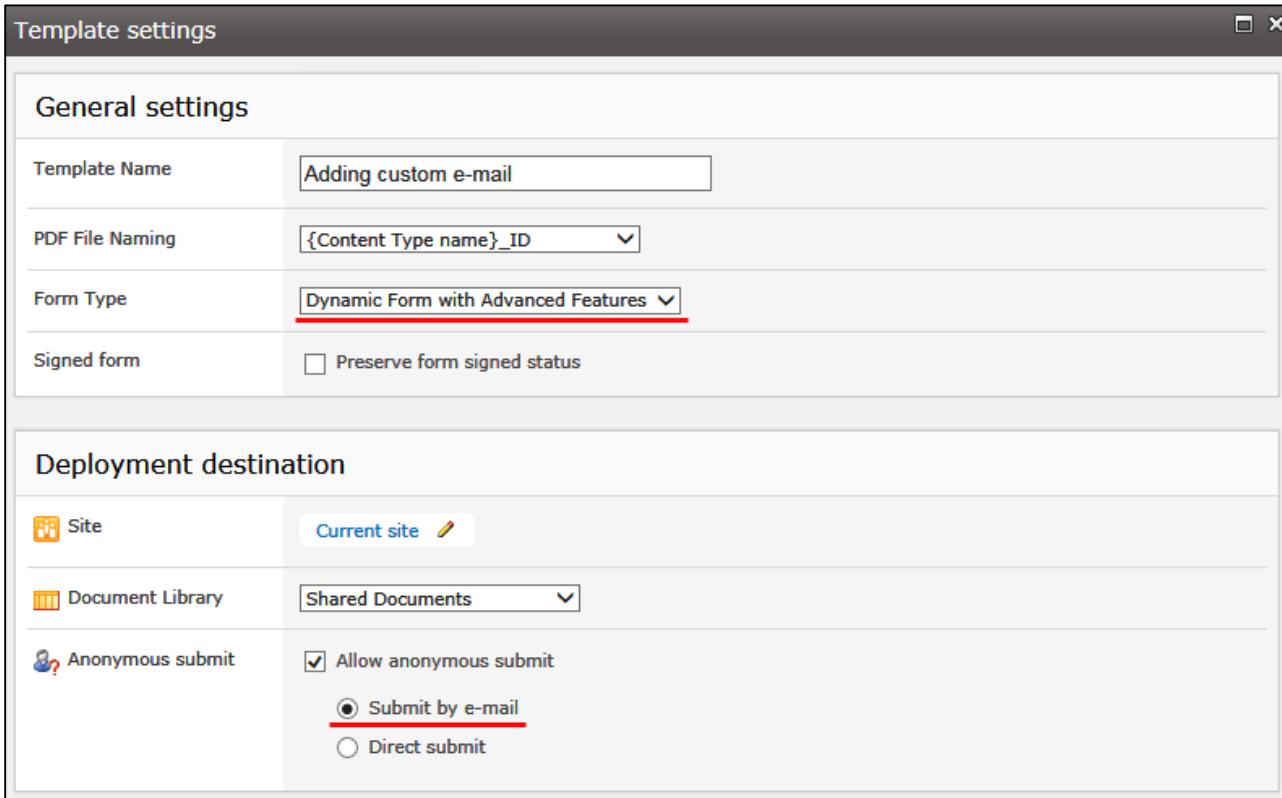 Template settings
General settings
Template Name
Adding custom e-mail
PDF File Naming
{Content Type name}_ID
Form Type
Dynamic Form with Advanced Features
Signed form
Preserve form signed status
Deployment destination
Site
Current site
Document Library
Shared Documents
Anonymous submit
Allow anonymous submit
Submit by e-mail
Direct submit